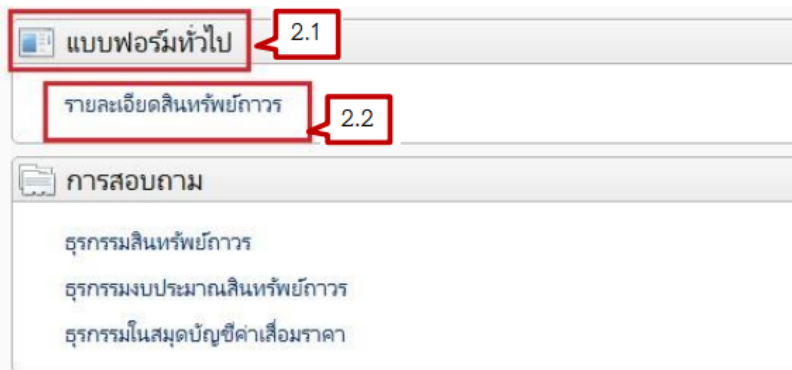 แบบฟอร์มทั่วไป 2.1
รายละเอียดสินทรัพย์ถาวร 2.2
การสอบถาม
ธุรกรรมสินทรัพย์ถาวร
ธุรกรรมงบประมาณสินทรัพย์ถาวร
ธุรกรรมในสมุดบัญชีค่าเสื่อมราคา